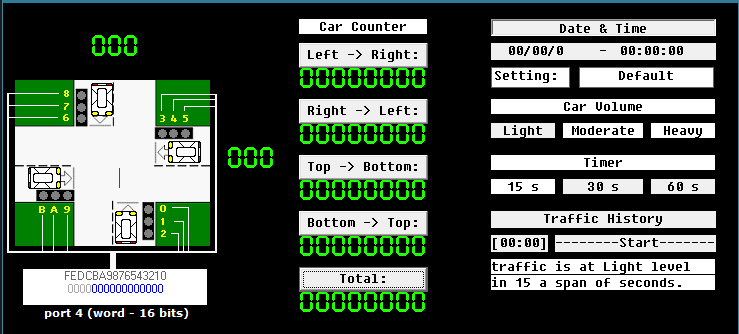 000
8
7
6
3 4 5
000
B A 9
0
1
2
FEDCBA9876543210
0000000000000000
port 4 (word - 16 bits)
Car Counter
Left -> Right:
00000000
Right -> Left:
00000000
Top -> Bottom:
00000000
Bottom -> Top:
00000000
Total:
00000000
Date & Time
00/00/0 - 00:00:00
Setting: Default
Car Volume
Light Moderate Heavy
Timer
15 s 30 s 60 s
Traffic History
[00:00] --------Start-------
traffic is at Light level
in 15 a span of seconds.